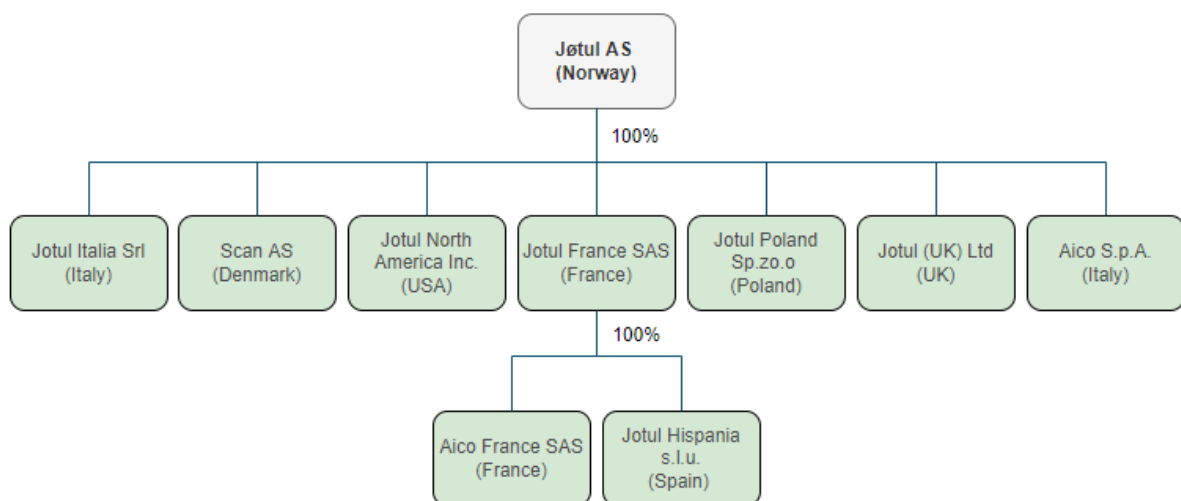 Jøtul AS
(Norway)
100%
Jotul Italia Srl
(Italy)
Scan AS
(Denmark)
Jotul North
America Inc.
(USA)
Jotul France SAS
(France)
Jotul Poland
Sp.zo.o
(Poland)
Jotul (UK) Ltd
(UK)
Aico S.p.A.
(Italy)
100%
Aico France SAS
(France)
Jotul Hispania
s.l.u.
(Spain)